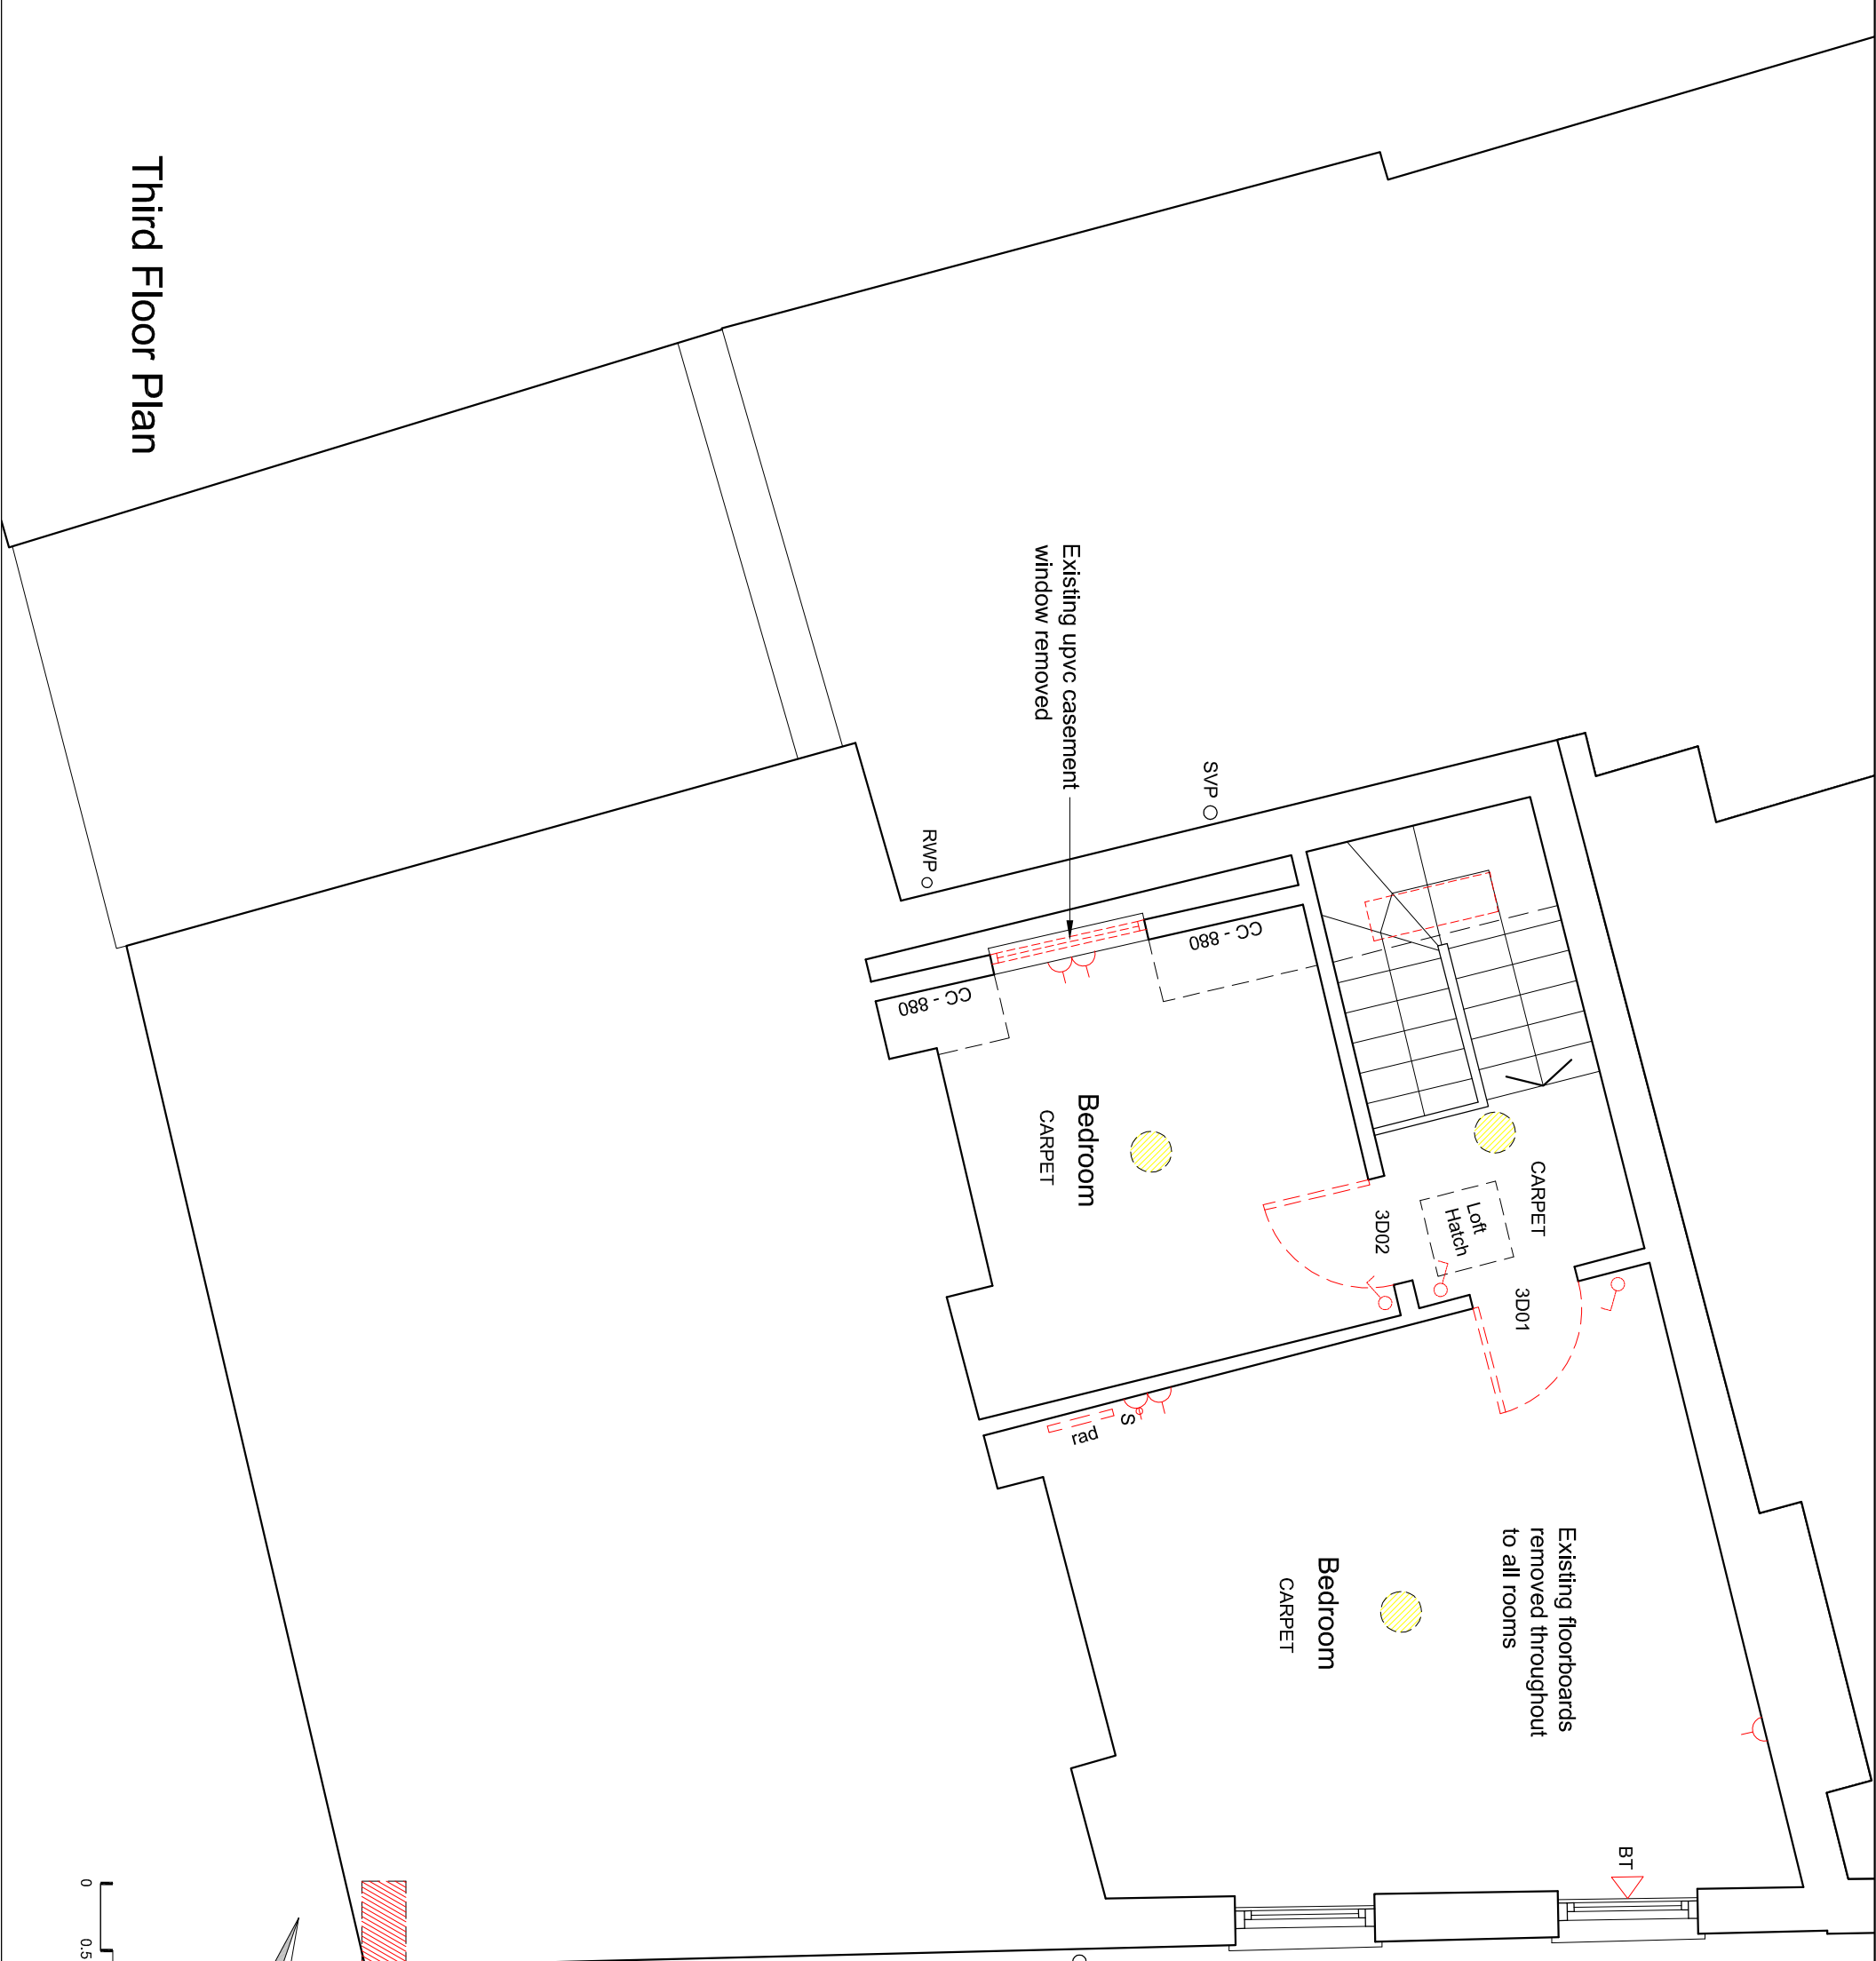 Third Floor Plan
Existing upvc casement
window removed
SVP
RWP
CC - 880
CC - 880
Bedroom
CARPET
CARPET
Loft
Hatch
3D02
3D01
S
rad
Existing floorboards
removed throughout
to all rooms
Bedroom
CARPET
BT
0
0.5